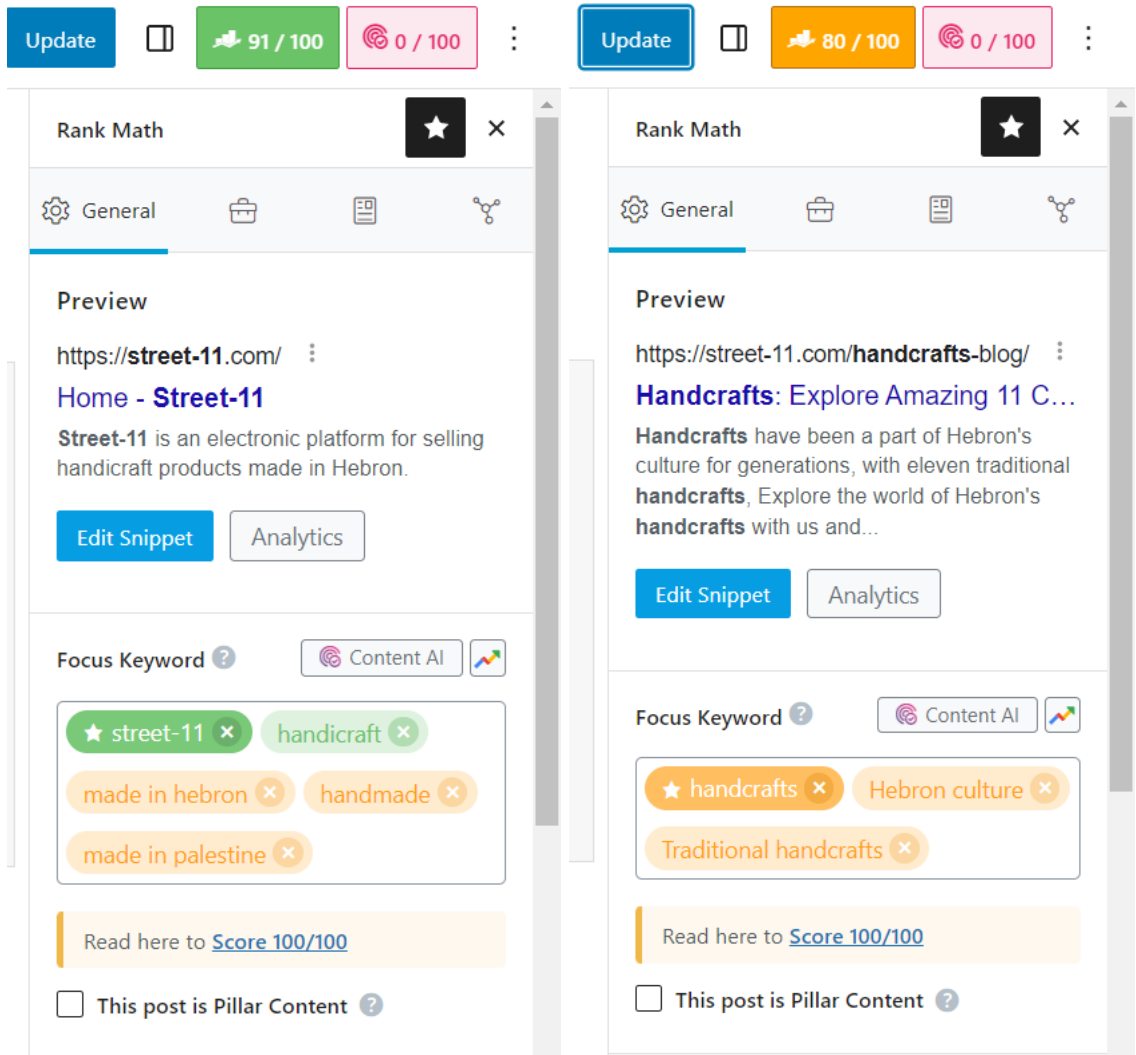 Update 91 / 100 0 / 100
Rank Math
General
Preview
https://street-11.com/
Home - Street-11
Street-11 is an electronic platform for selling
handicraft products made in Hebron.
Edit Snippet Analytics
Focus Keyword ? Content AI
street-11 handicraft
made in hebron handmade
made in palestine
Read here to Score 100/100
This post is Pillar Content ?
Update 80 / 100 0 / 100
Rank Math
General
Preview
https://street-11.com/handcrafts-blog/
Handcrafts: Explore Amazing 11 C...
Handcrafts have been a part of Hebron's
culture for generations, with eleven traditional
handcrafts, Explore the world of Hebron's
handcrafts with us and...
Edit Snippet Analytics
Focus Keyword ? Content AI
handcrafts Hebron culture
Traditional handcrafts
Read here to Score 100/100
This post is Pillar Content ?